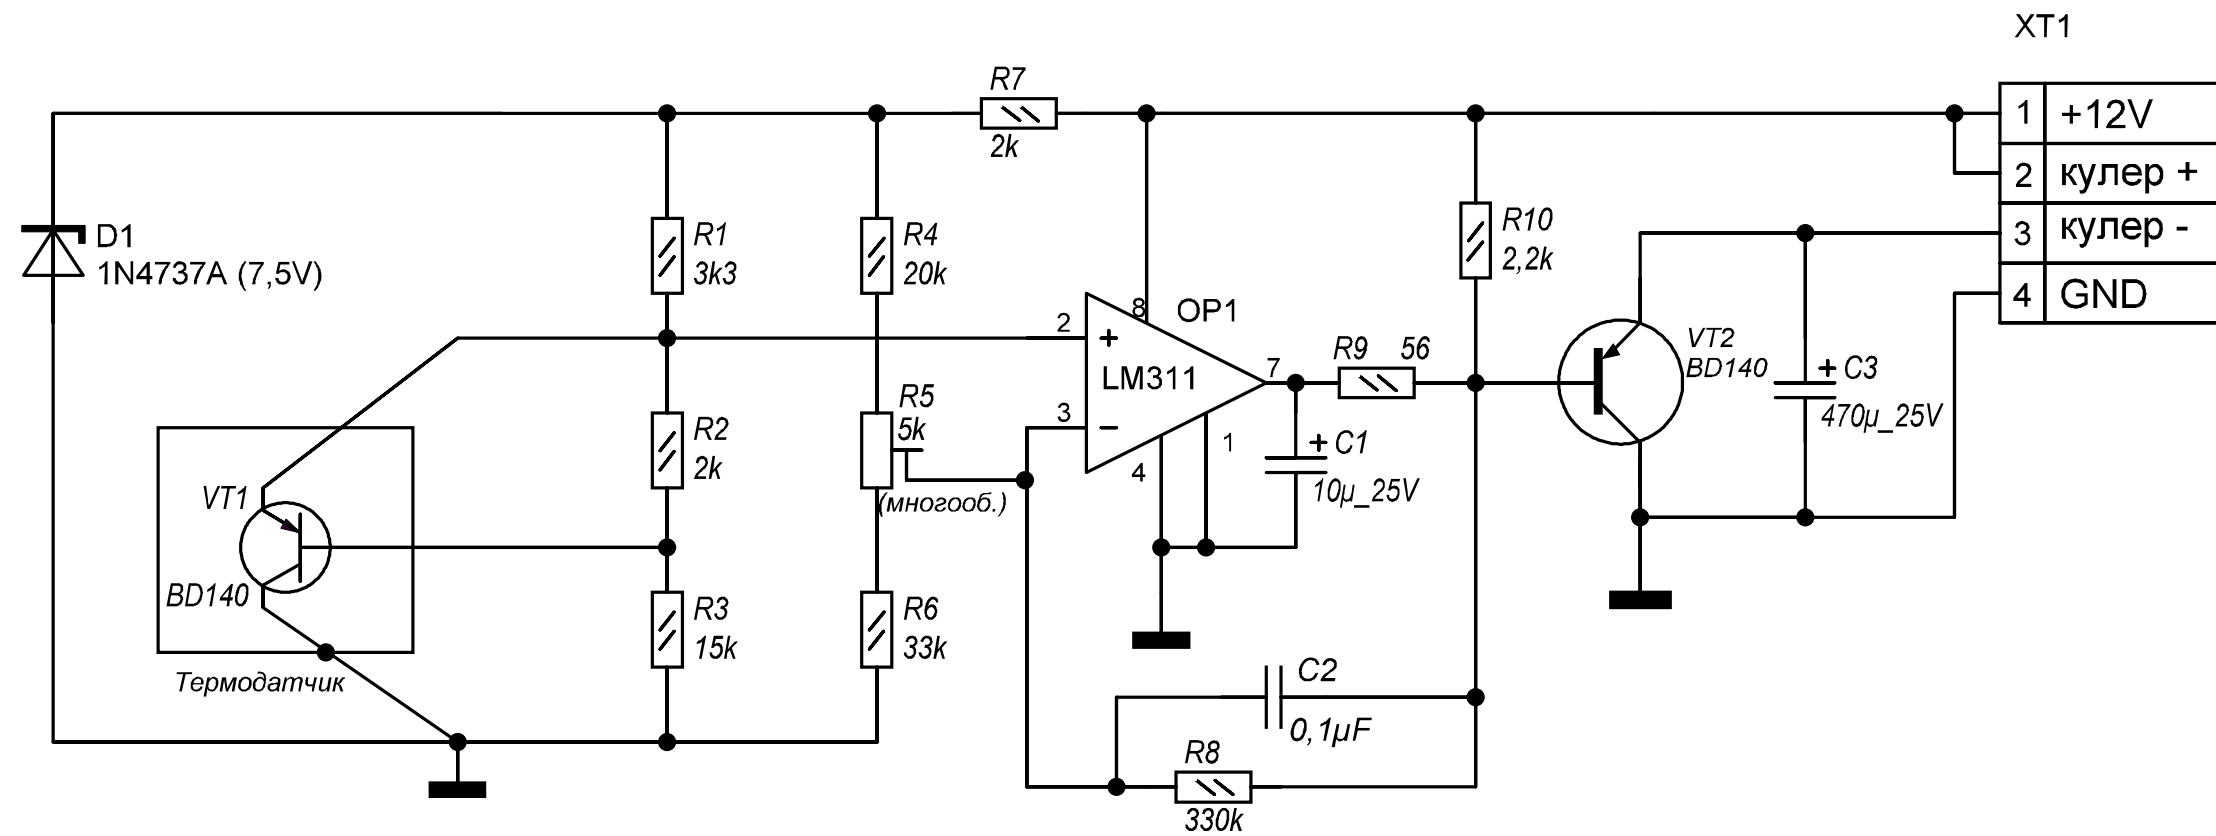 XT1
1 +12V
2 кулер +
3 кулер -
4 GND
R7
2k
D1
1N4737A (7,5V)
R1
3k3
R4
20k
R10
2,2k
8
OP1
2
+
LM311
7
R9 56
VT2
BD140
+ C3
470µ_25V
R5
5k
3
−
R2
2k
4
1
+ C1
10µ_25V
(многооб.)
VT1
BD140
R3
15k
R6
33k
Термодатчик
C2
0,1µF
R8
330k